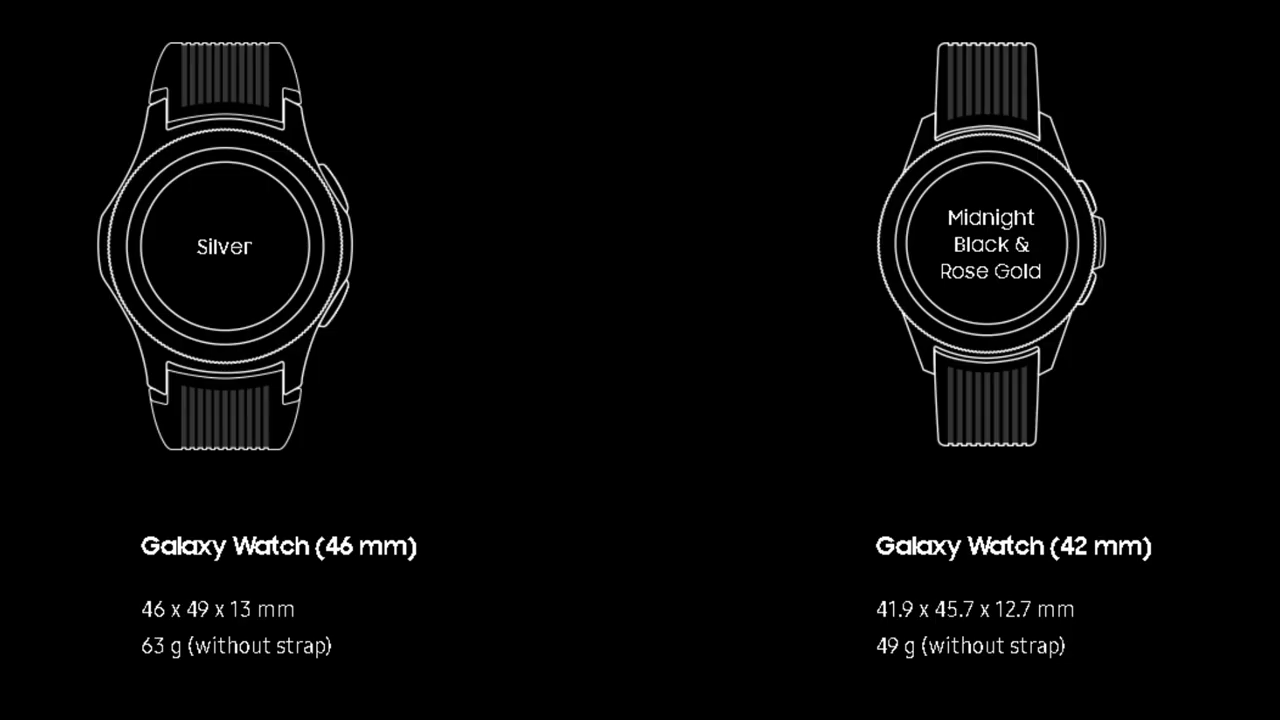 Silver
Midnight
Black &
Rose Gold
Galaxy Watch (46 mm)
46 x 49 x 13 mm
63 g (without strap)
Galaxy Watch (42 mm)
41.9 x 45.7 x 12.7 mm
49 g (without strap)